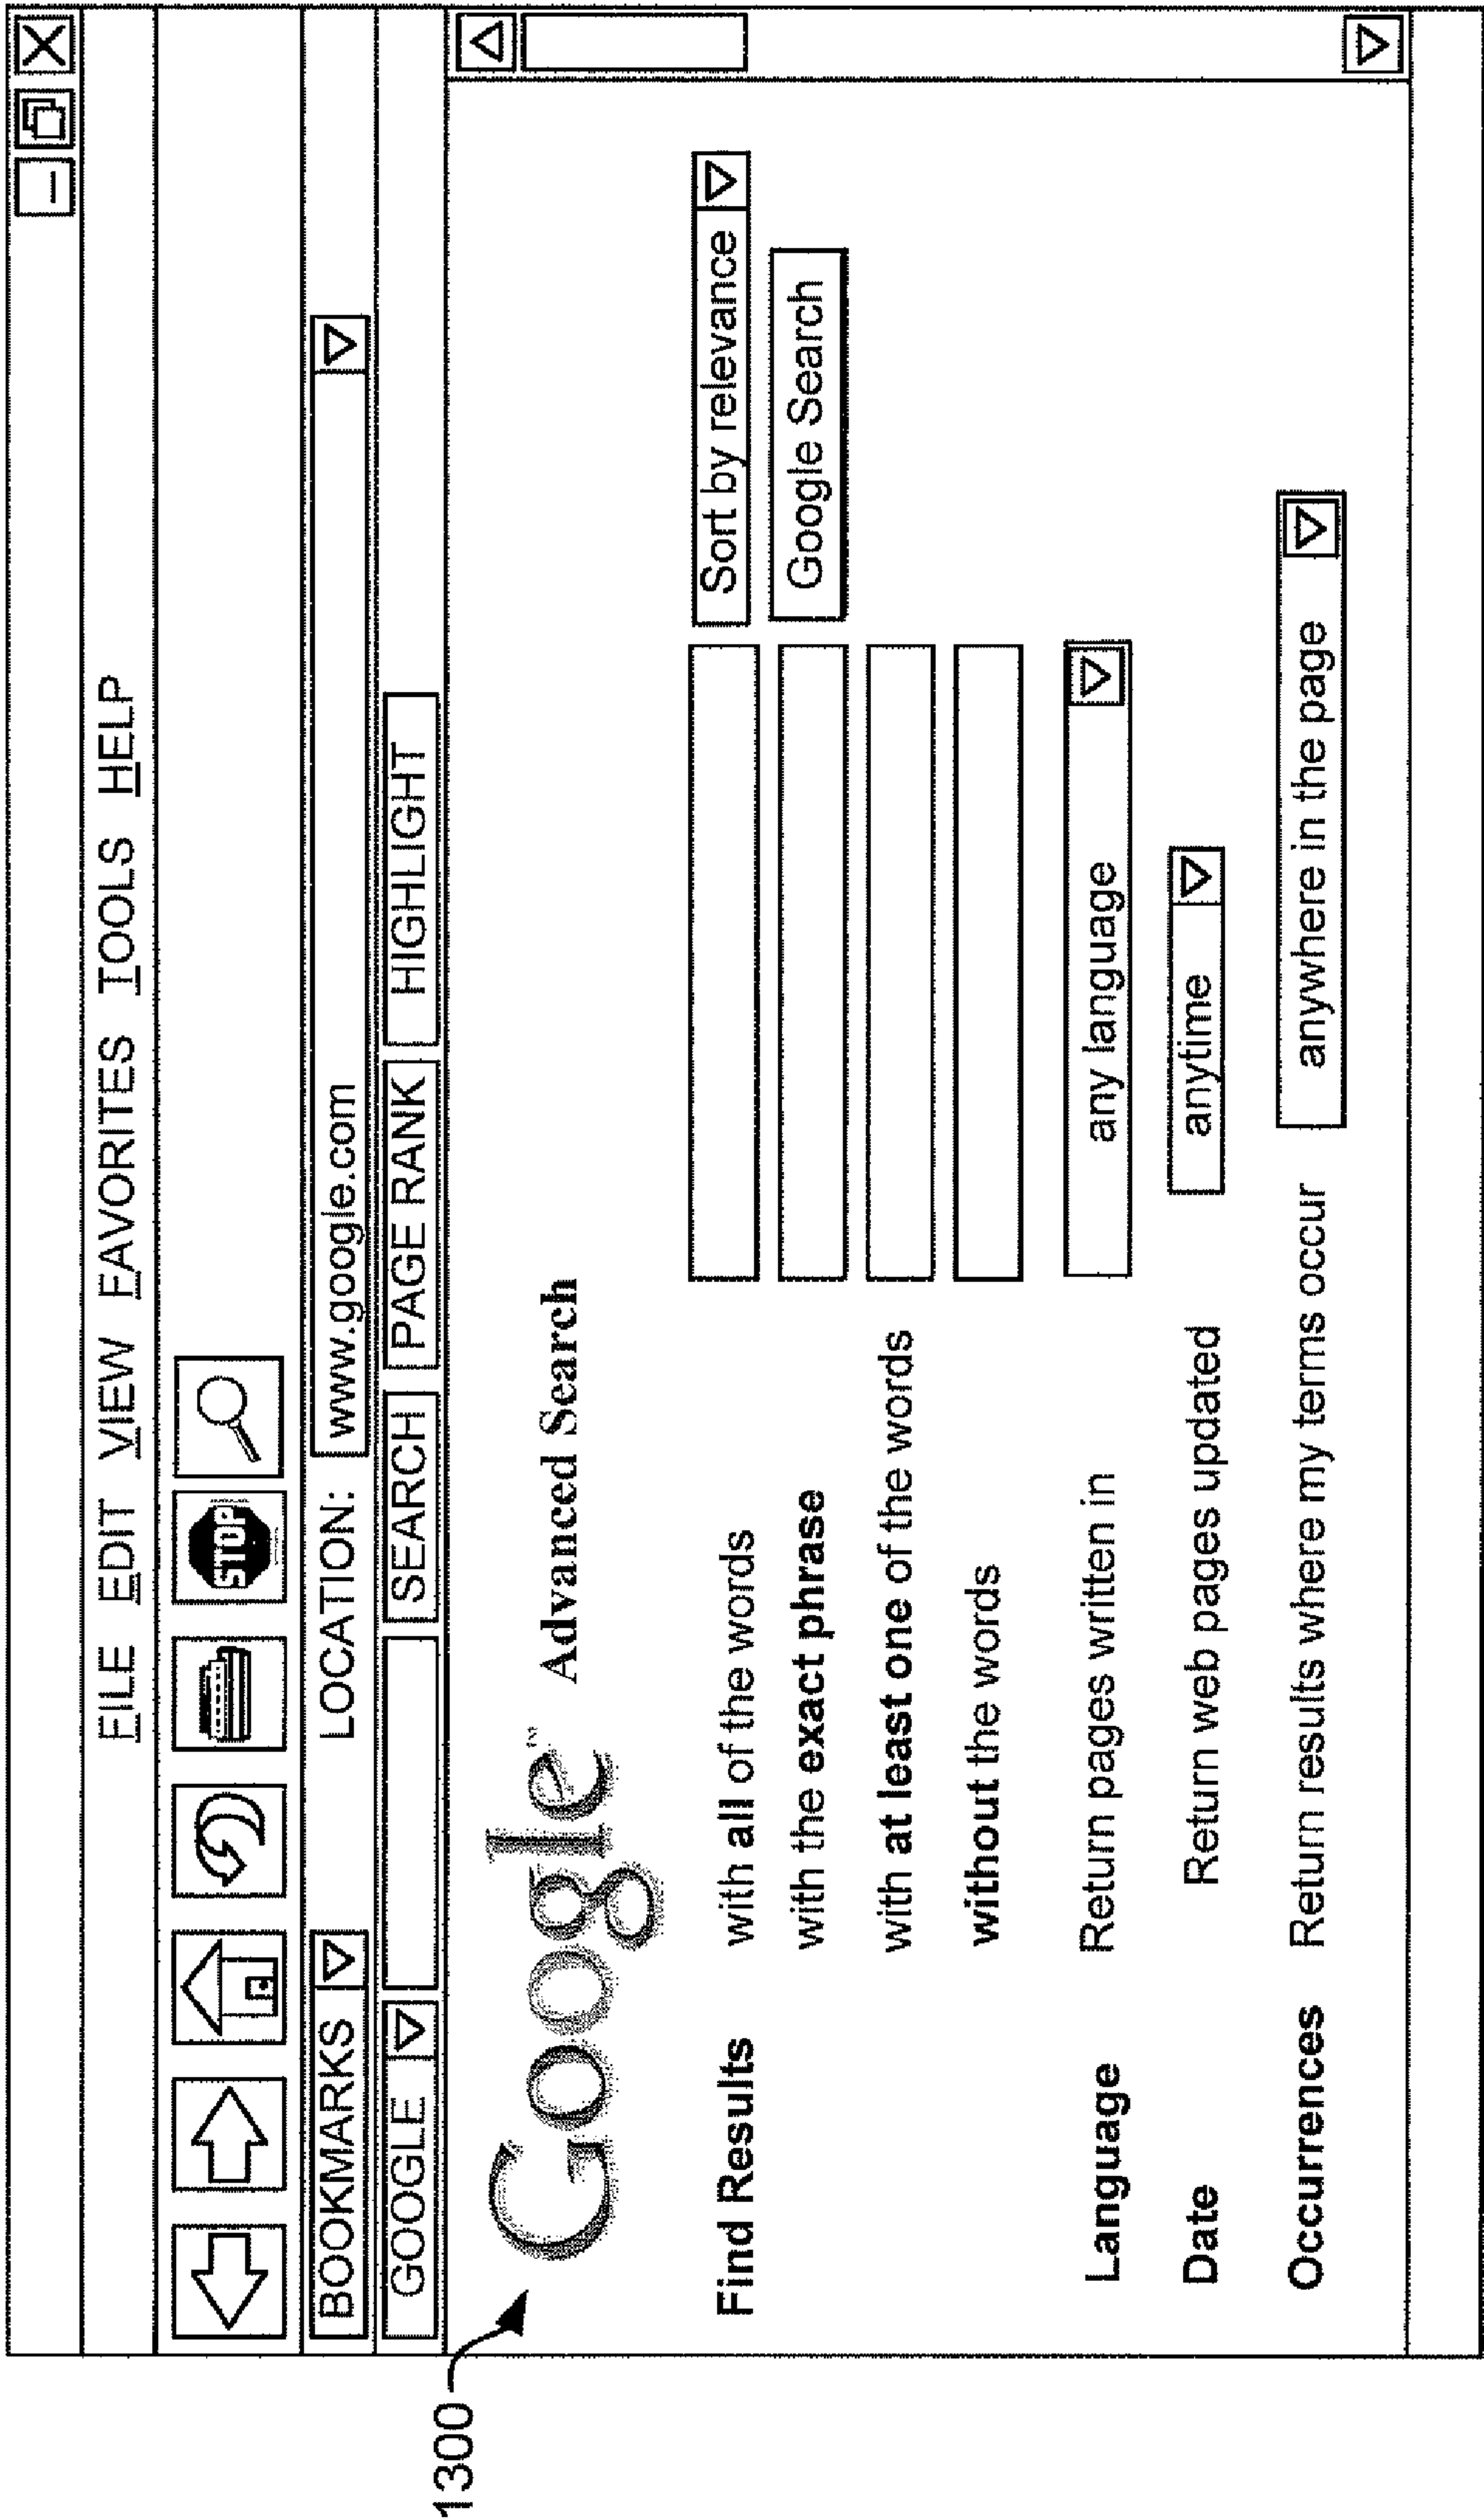 FILE EDIT VIEW FAVORITES TOOLS HELP
STOP
BOOKMARKS LOCATION: www.google.com
GOOGLE SEARCH PAGE RANK HIGHLIGHT
1300
Google™ Advanced Search
Find Results with all of the words Sort by relevance
with the exact phrase Google Search
with at least one of the words
without the words
Language Return pages written in any language
Date Return web pages updated anytime
Occurrences Return results where my terms occur anywhere in the page